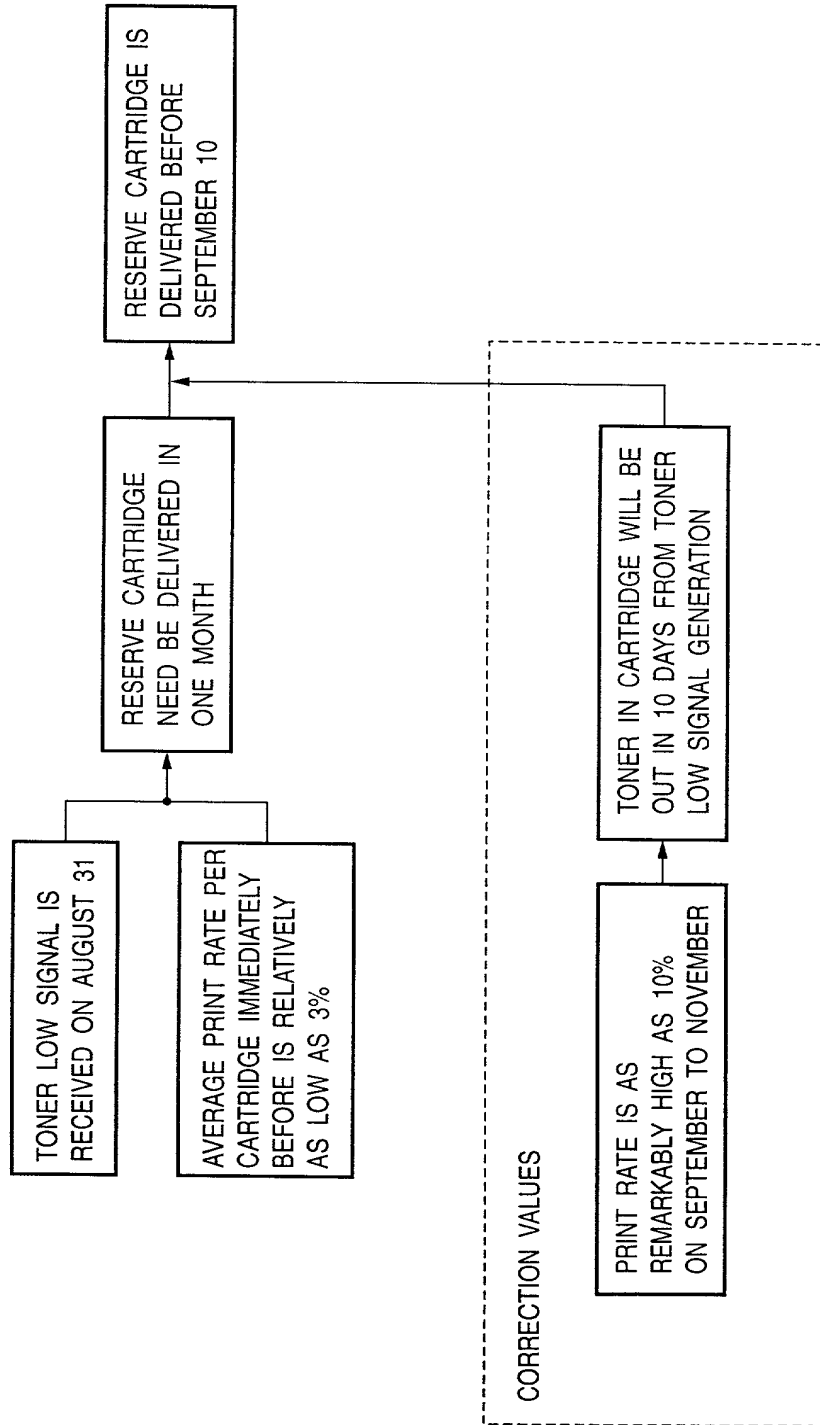 TONER LOW SIGNAL IS
RECEIVED ON AUGUST 31
AVERAGE PRINT RATE PER
CARTRIDGE IMMEDIATELY
BEFORE IS RELATIVELY
AS LOW AS 3%
RESERVE CARTRIDGE
NEED BE DELIVERED IN
ONE MONTH
RESERVE CARTRIDGE IS
DELIVERED BEFORE
SEPTEMBER 10
CORRECTION VALUES
PRINT RATE IS AS
REMARKABLY HIGH AS 10%
ON SEPTEMBER TO NOVEMBER
TONER IN CARTRIDGE WILL BE
OUT IN 10 DAYS FROM TONER
LOW SIGNAL GENERATION